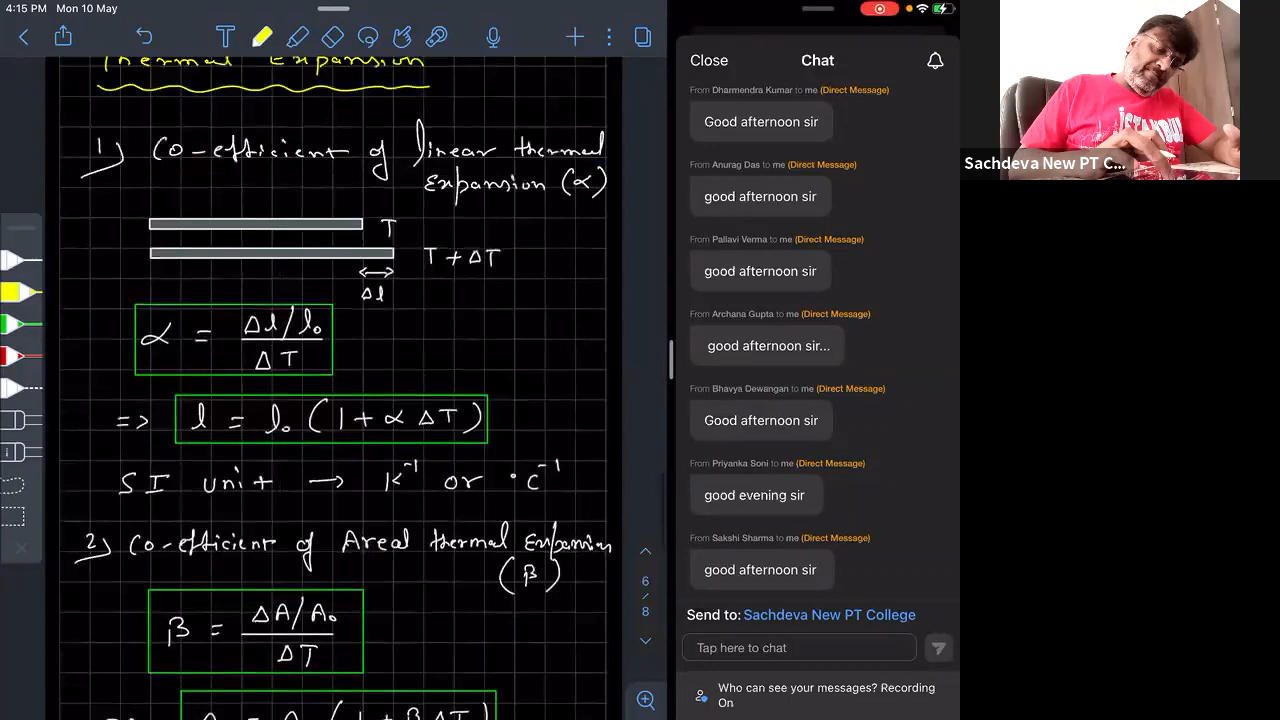 4:15 PM Mon 10 May
Thermal Expansion
1) Co-efficient of linear thermal
Expansion (α)
T
T + ΔT
Δl
α = Δl/l₀
ΔT
=> l = l₀ (1 + α ΔT)
SI unit → K⁻¹ or °C⁻¹
2) Co-efficient of Areal thermal Expansion
(β)
β = ΔA/A₀
ΔT
=> A = A₀ (1 + β ΔT)
6
/
8
Close Chat
From Dharmendra Kumar to me (Direct Message)
Good afternoon sir
From Anurag Das to me (Direct Message)
good afternoon sir
From Pallavi Verma to me (Direct Message)
good afternoon sir
From Archana Gupta to me (Direct Message)
good afternoon sir...
From Bhavya Dewangan to me (Direct Message)
Good afternoon sir
From Priyanka Soni to me (Direct Message)
good evening sir
From Sakshi Sharma to me (Direct Message)
good afternoon sir
Send to: Sachdeva New PT College
Tap here to chat
Who can see your messages? Recording
On
Sachdeva New PT C...